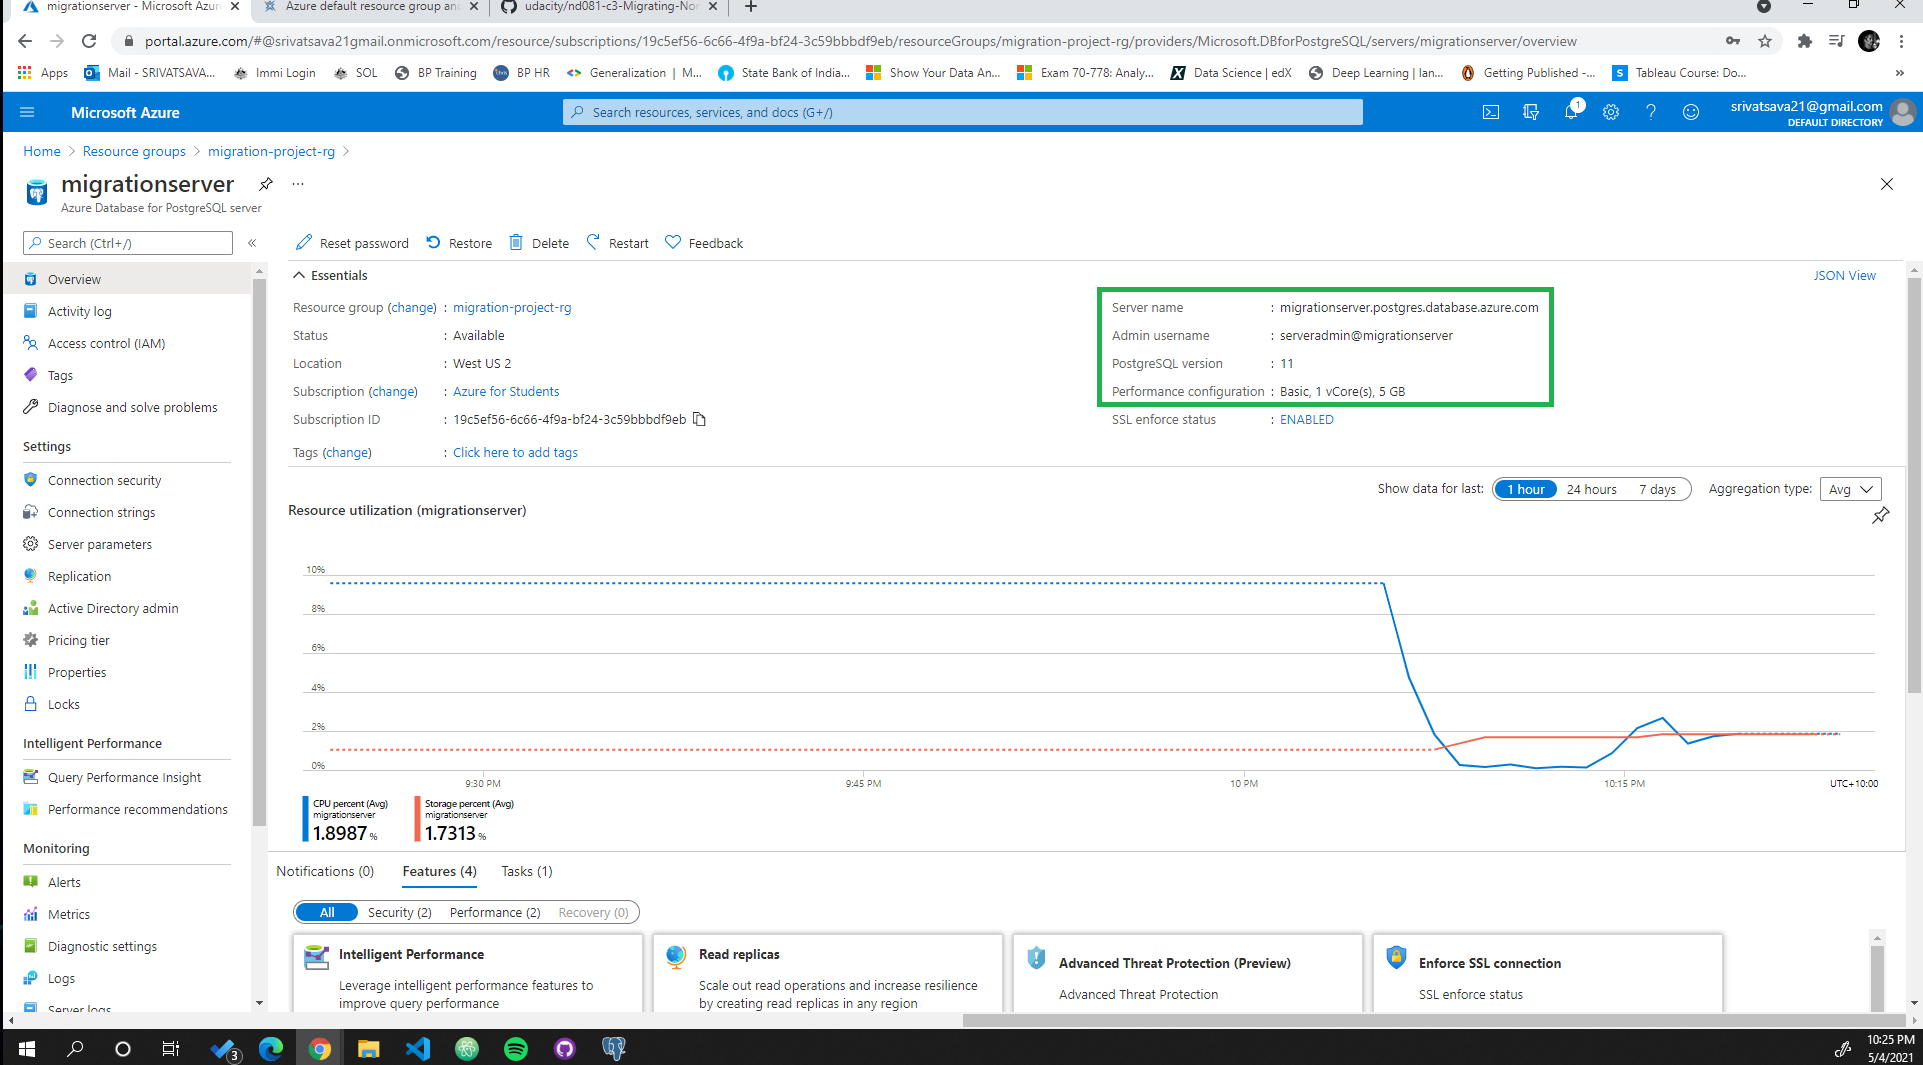 migrationserver - Microsoft Azu
Azure default resource group an
udacity/nd081-c3-Migrating-No
portal.azure.com/#@srivatsava21gmail.onmicrosoft.com/resource/subscriptions/19c5ef56-6c66-4f9a-bf24-3c59bbbdf9eb/resourceGroups/migration-project-rg/providers/Microsoft.DBforPostgreSQL/servers/migrationserver/overview
Apps Mail - SRIVATSAVA... Immi Login SOL BP Training BP HR Generalization | M... State Bank of India... Show Your Data An... Exam 70-778: Analy... Data Science | edX Deep Learning | Ian... Getting Published -... Tableau Course: Do... »
Microsoft Azure
Search resources, services, and docs (G+/)
1
srivatsava21@gmail.com
DEFAULT DIRECTORY
Home > Resource groups > migration-project-rg >
migrationserver ...
Azure Database for PostgreSQL server
Search (Ctrl+/) «
Overview
Activity log
Access control (IAM)
Tags
Diagnose and solve problems
Settings
Connection security
Connection strings
Server parameters
Replication
Active Directory admin
Pricing tier
Properties
Locks
Intelligent Performance
Query Performance Insight
Performance recommendations
Monitoring
Alerts
Metrics
Diagnostic settings
Logs
Server logs
Reset password Restore Delete Restart Feedback
Essentials
JSON View
Resource group (change) : migration-project-rg
Status : Available
Location : West US 2
Subscription (change) : Azure for Students
Subscription ID : 19c5ef56-6c66-4f9a-bf24-3c59bbbdf9eb
Tags (change) : Click here to add tags
Server name : migrationserver.postgres.database.azure.com
Admin username : serveradmin@migrationserver
PostgreSQL version : 11
Performance configuration : Basic, 1 vCore(s), 5 GB
SSL enforce status : ENABLED
Show data for last: 1 hour 24 hours 7 days Aggregation type: Avg
Resource utilization (migrationserver)
10%
8%
6%
4%
2%
0%
9:30 PM 9:45 PM 10 PM 10:15 PM UTC+10:00
CPU percent (Avg)
migrationserver
1.8987 %
Storage percent (Avg)
migrationserver
1.7313 %
Notifications (0) Features (4) Tasks (1)
All Security (2) Performance (2) Recovery (0)
Intelligent Performance
Leverage intelligent performance features to
improve query performance
Read replicas
Scale out read operations and increase resilience
by creating read replicas in any region
Advanced Threat Protection (Preview)
Advanced Threat Protection
Enforce SSL connection
SSL enforce status
3
10:25 PM
5/4/2021